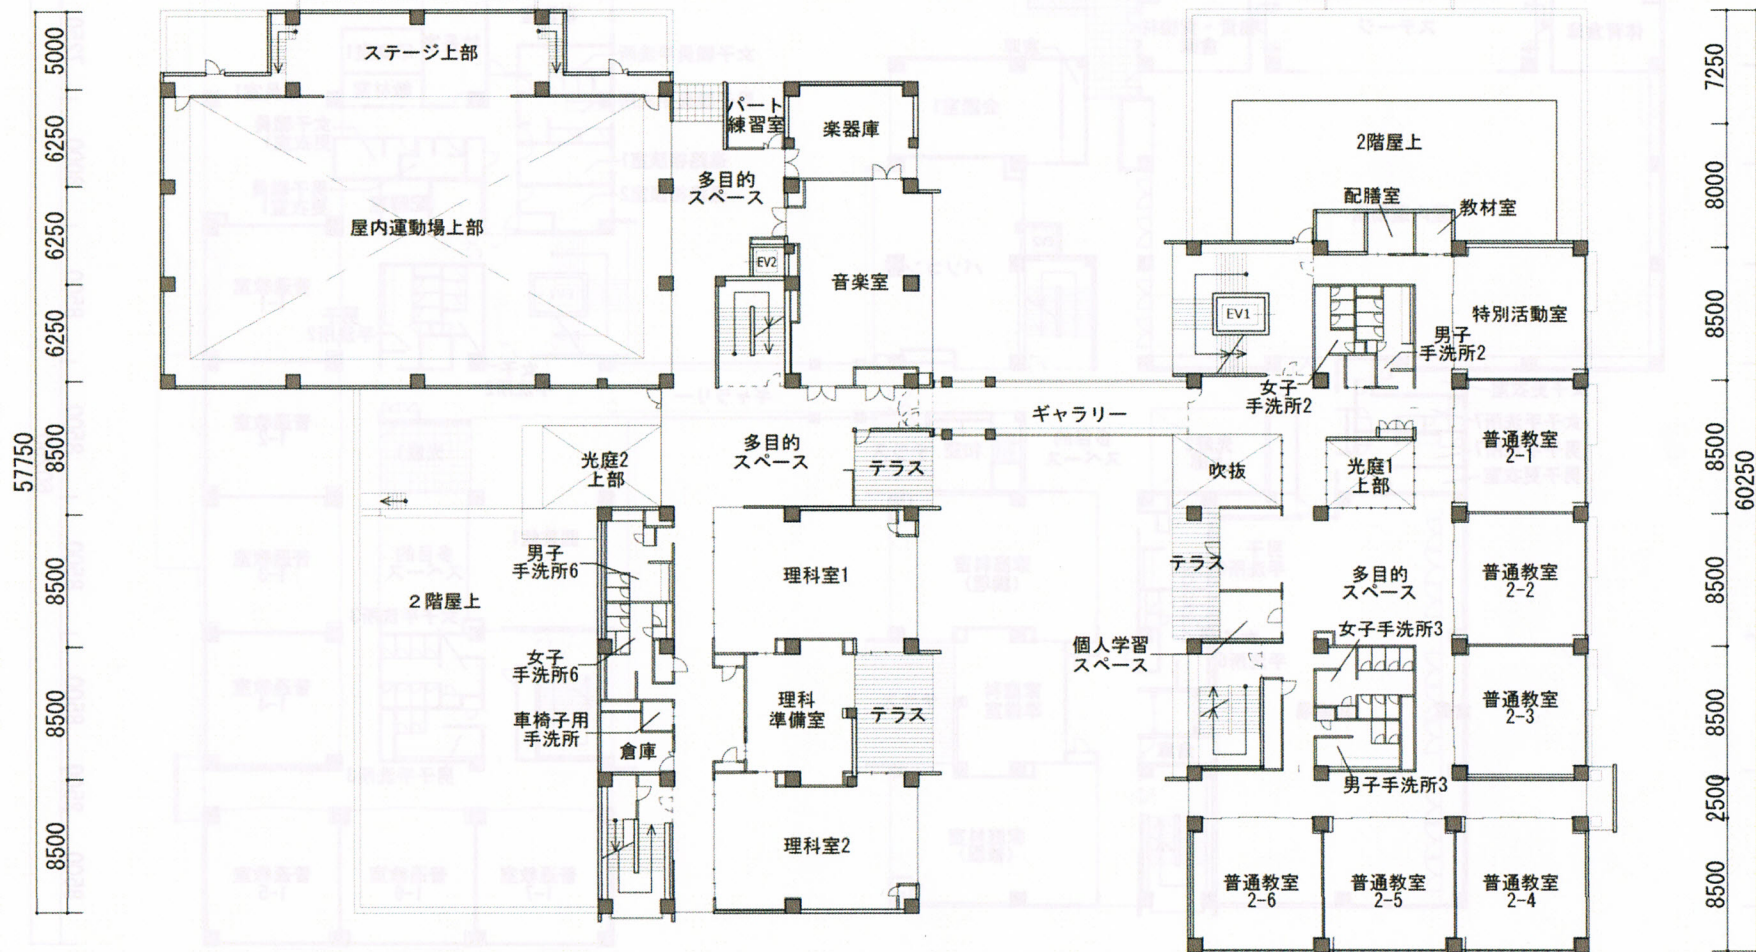 5000
6250
6250
6250
8500
8500
8500
8500
57750
ステージ上部
パート
練習室
楽器庫
多目的
スペース
屋内運動場上部
EV2
音楽室
2階屋上
配膳室
教材室
EV1
特別活動室
男子
手洗所2
女子
手洗所2
ギャラリー
多目的
スペース
テラス
光庭2
上部
吹抜
光庭1
上部
普通教室
2-1
男子
手洗所6
2階屋上
理科室1
テラス
多目的
スペース
普通教室
2-2
女子
手洗所6
個人学習
スペース
女子手洗所3
車椅子用
手洗所
倉庫
理科
準備室
テラス
普通教室
2-3
男子手洗所3
理科室2
普通教室
2-6
普通教室
2-5
普通教室
2-4
7250
8000
8500
8500
8500
8500
2500
8500
60250